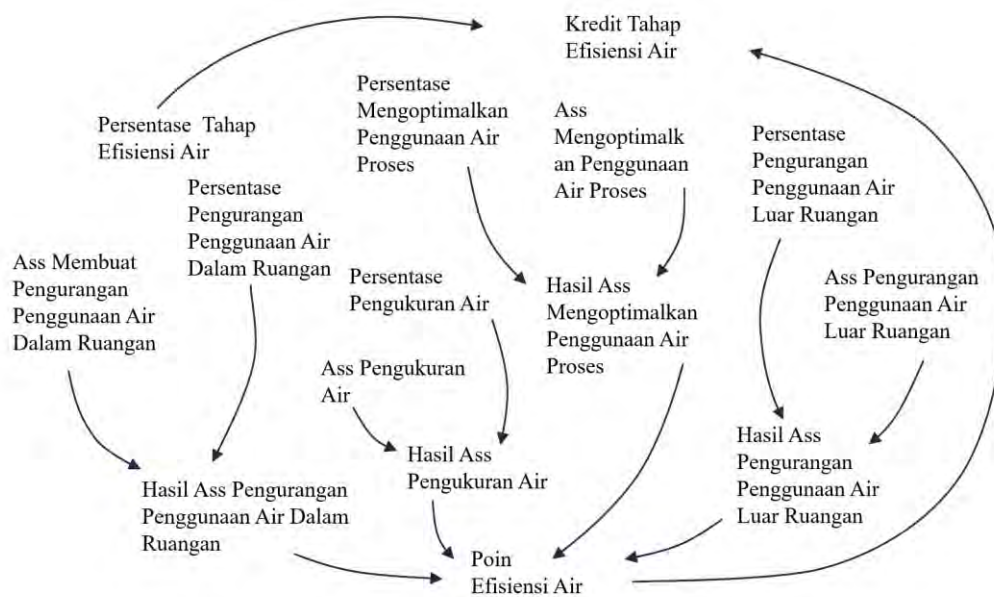 Kredit Tahap
Efisiensi Air
Persentase Tahap
Efisiensi Air
Persentase
Mengoptimalkan
Penggunaan Air
Proses
Ass
Mengoptimalk
an Penggunaan
Air Proses
Persentase
Pengurangan
Penggunaan Air
Luar Ruangan
Persentase
Pengurangan
Penggunaan Air
Dalam Ruangan
Ass Membuat
Pengurangan
Penggunaan Air
Dalam Ruangan
Persentase
Pengukuran Air
Hasil Ass
Mengoptimalkan
Penggunaan Air
Proses
Ass Pengurangan
Penggunaan Air
Luar Ruangan
Ass Pengukuran
Air
Hasil Ass
Pengukuran Air
Hasil Ass
Pengurangan
Penggunaan Air
Luar Ruangan
Hasil Ass Pengurangan
Penggunaan Air Dalam
Ruangan
Poin
Efisiensi Air